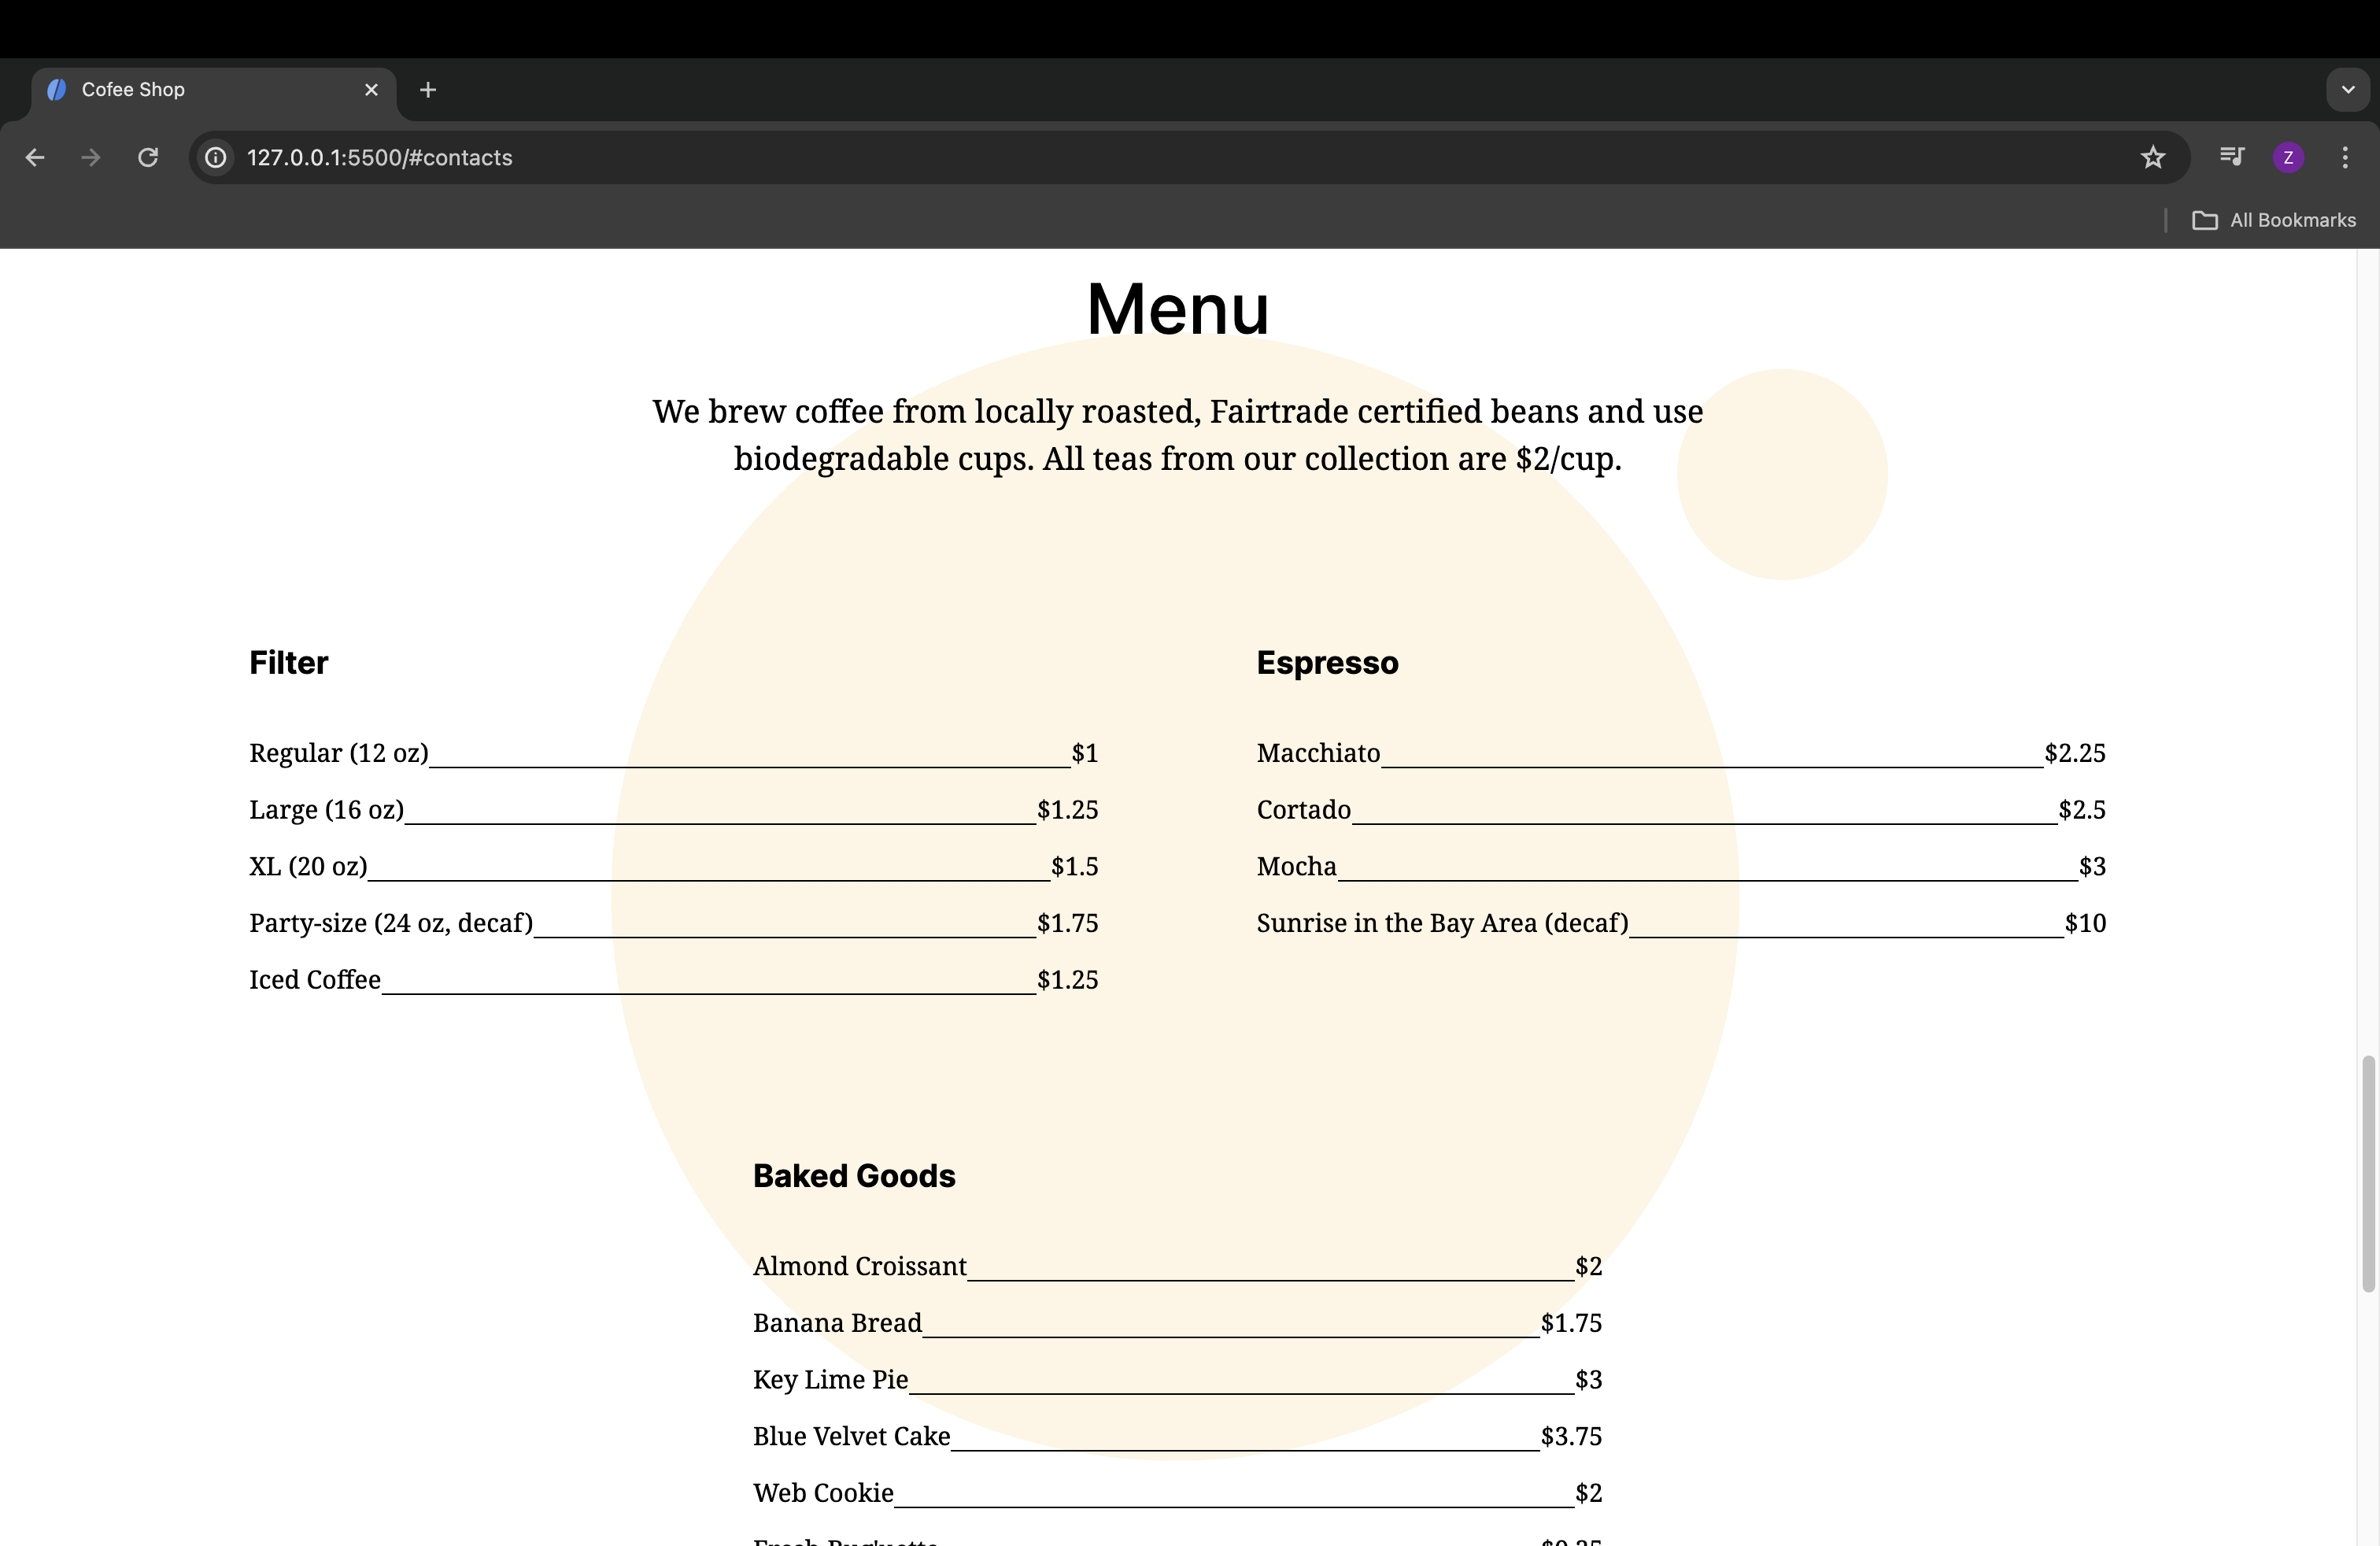 Cofee Shop
127.0.0.1:5500/#contacts
Z
All Bookmarks
Menu
We brew coffee from locally roasted, Fairtrade certified beans and use
biodegradable cups. All teas from our collection are $2/cup.
Filter
Regular (12 oz) $1
Large (16 oz) $1.25
XL (20 oz) $1.5
Party-size (24 oz, decaf) $1.75
Iced Coffee $1.25
Espresso
Macchiato $2.25
Cortado $2.5
Mocha $3
Sunrise in the Bay Area (decaf) $10
Baked Goods
Almond Croissant $2
Banana Bread $1.75
Key Lime Pie $3
Blue Velvet Cake $3.75
Web Cookie $2
Fresh